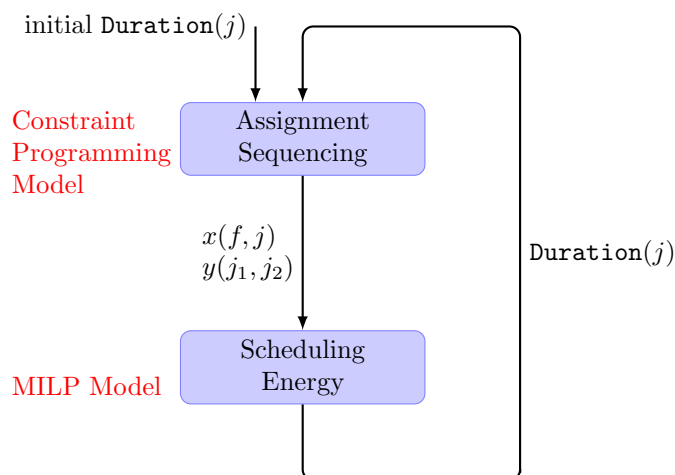 initial Duration(j)
Constraint
Programming
Model
Assignment
Sequencing
x(f, j)
y(j₁, j₂)
Duration(j)
Scheduling
Energy
MILP Model